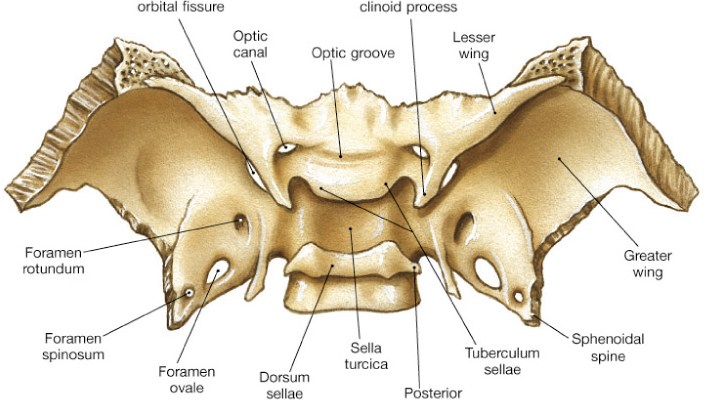 orbital fissure
clinoid process
Optic
canal
Optic groove
Lesser
wing
Foramen
rotundum
Greater
wing
Foramen
spinosum
Foramen
ovale
Dorsum
sellae
Sella
turcica
Posterior
Tuberculum
sellae
Sphenoidal
spine